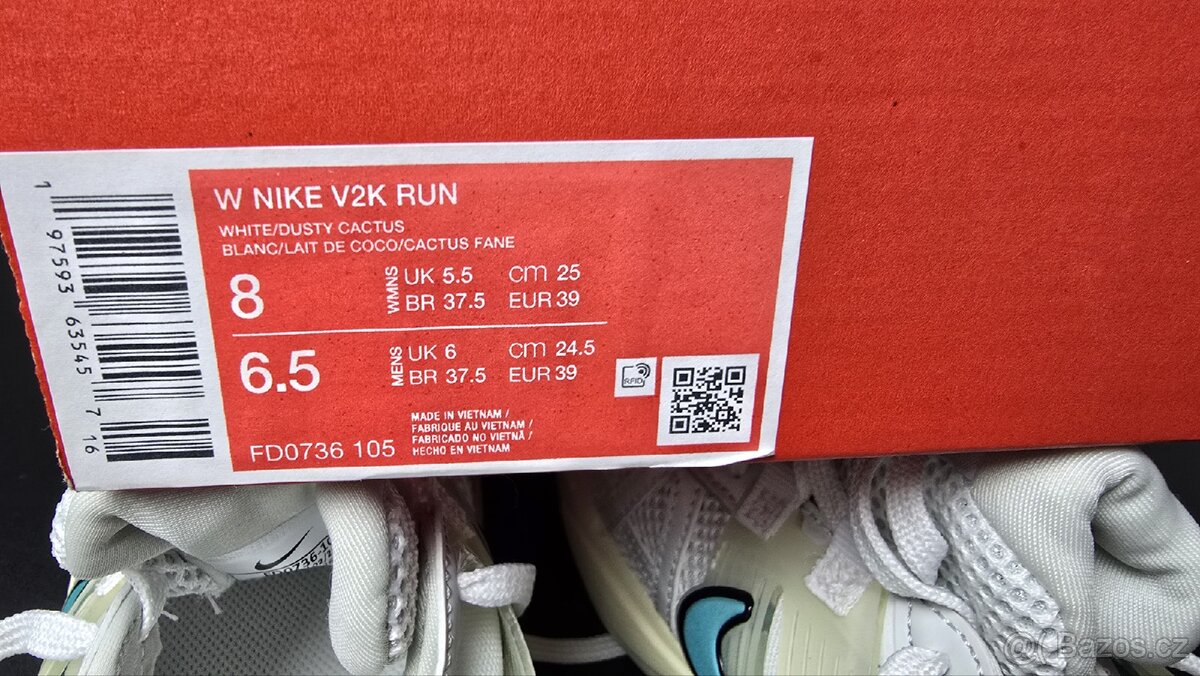 W NIKE V2K RUN
WHITE/DUSTY CACTUS
BLANC/LAIT DE COCO/CACTUS FANE
8
WMNS
UK 5.5 cm 25
BR 37.5 EUR 39
6.5
MENS
UK 6 cm 24.5
BR 37.5 EUR 39
RFID
MADE IN VIETNAM /
FABRIQUE AU VIETNAM /
FABRICADO NO VIETNÃ /
HECHO EN VIETNAM
FD0736 105
1 97593 63545 7 16
Bazos.cz